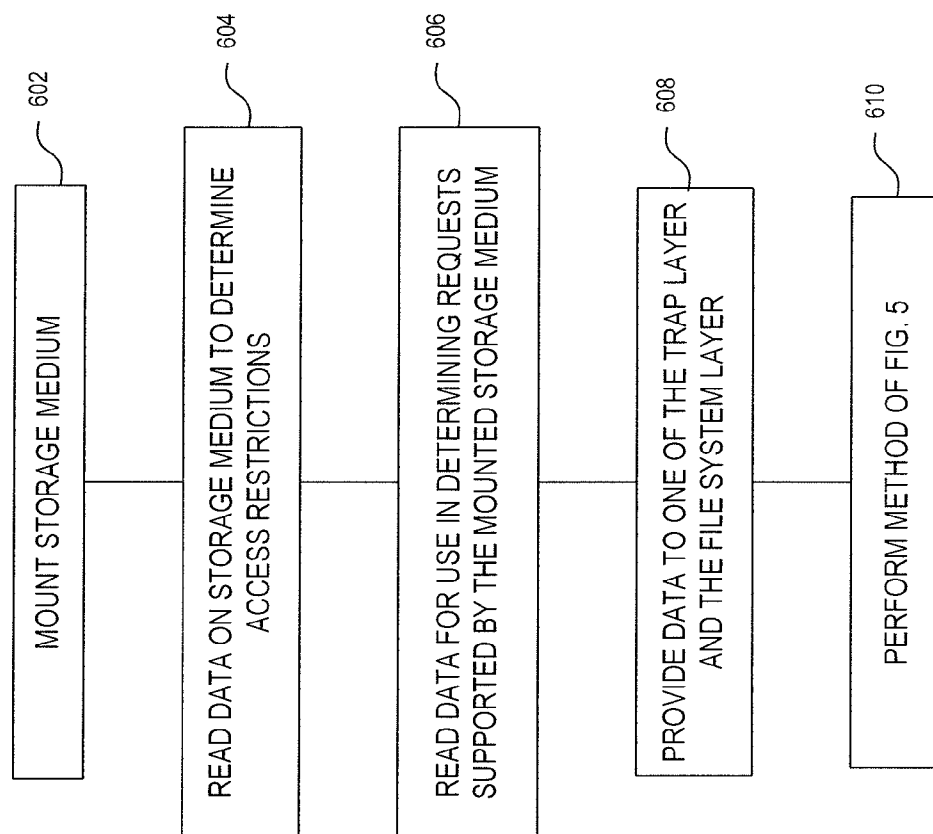 602
MOUNT STORAGE MEDIUM
604
READ DATA ON STORAGE MEDIUM TO DETERMINE
ACCESS RESTRICTIONS
606
READ DATA FOR USE IN DETERMINING REQUESTS
SUPPORTED BY THE MOUNTED STORAGE MEDIUM
608
PROVIDE DATA TO ONE OF THE TRAP LAYER
AND THE FILE SYSTEM LAYER
610
PERFORM METHOD OF FIG. 5